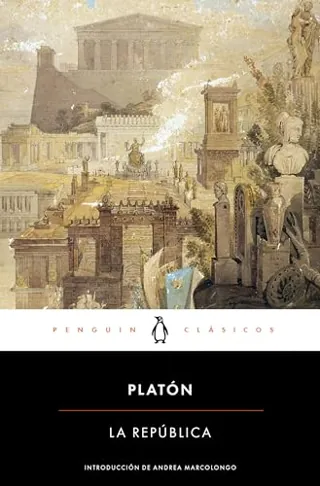 PENGUIN CLÁSICOS
PLATÓN
LA REPÚBLICA
INTRODUCCIÓN DE ANDREA MARCOLONGO